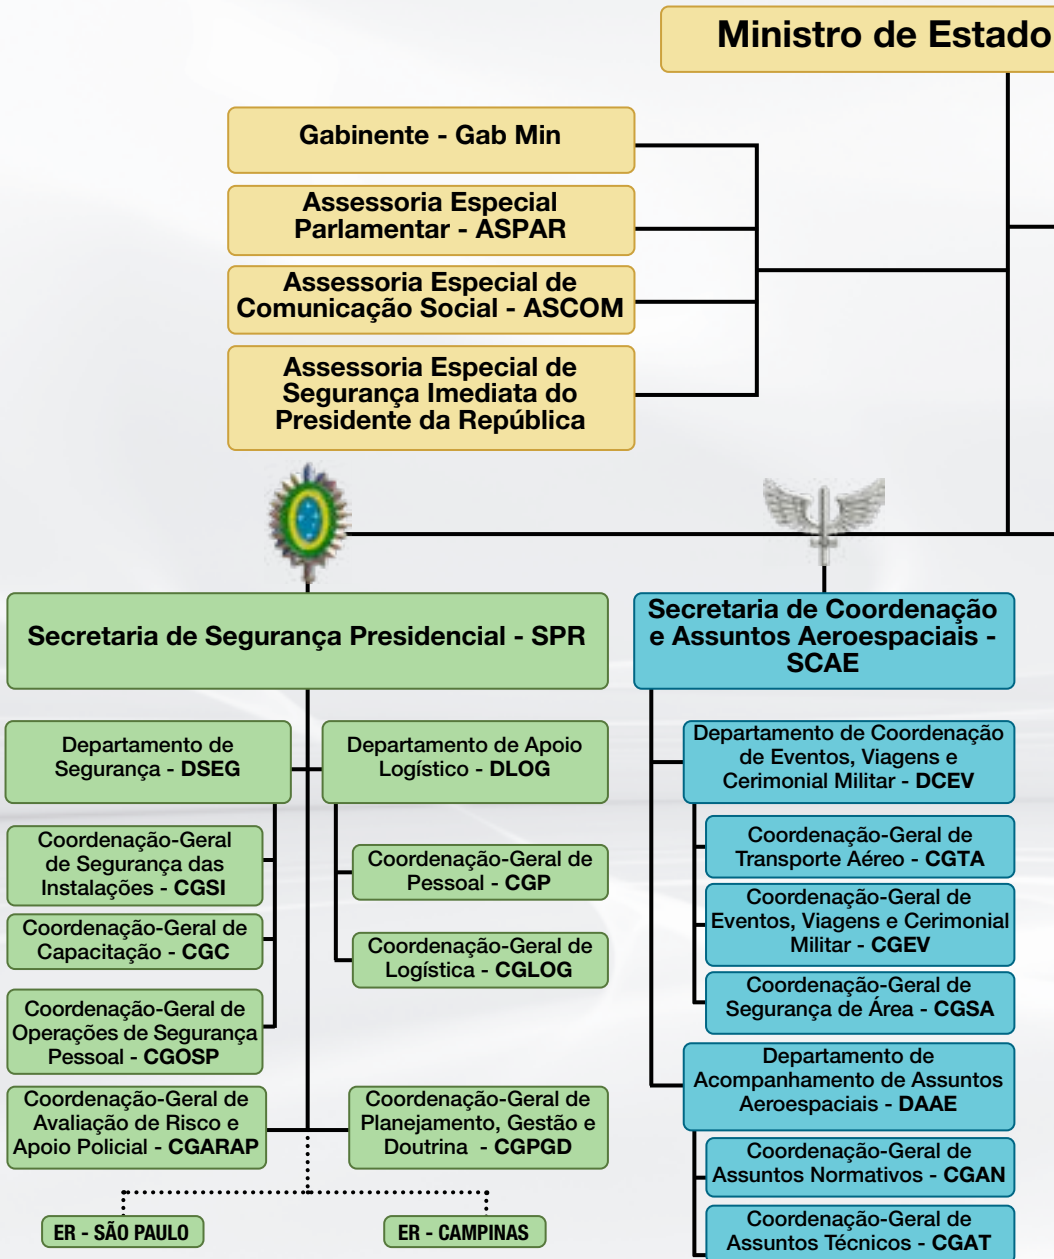 Ministro de Estado
Gabinente - Gab Min
Assessoria Especial
Parlamentar - ASPAR
Assessoria Especial de
Comunicação Social - ASCOM
Assessoria Especial de
Segurança Imediata do
Presidente da República
Secretaria de Segurança Presidencial - SPR
Departamento de
Segurança - DSEG
Coordenação-Geral
de Segurança das
Instalações - CGSI
Coordenação-Geral de
Capacitação - CGC
Coordenação-Geral de
Operações de Segurança
Pessoal - CGOSP
Departamento de Apoio
Logístico - DLOG
Coordenação-Geral de
Pessoal - CGP
Coordenação-Geral de
Logística - CGLOG
Coordenação-Geral de
Avaliação de Risco e
Apoio Policial - CGARAP
Coordenação-Geral de
Planejamento, Gestão e
Doutrina - CGPGD
ER - SÃO PAULO
ER - CAMPINAS
Secretaria de Coordenação
e Assuntos Aeroespaciais -
SCAE
Departamento de Coordenação
de Eventos, Viagens e
Cerimonial Militar - DCEV
Coordenação-Geral de
Transporte Aéreo - CGTA
Coordenação-Geral de
Eventos, Viagens e Cerimonial
Militar - CGEV
Coordenação-Geral de
Segurança de Área - CGSA
Departamento de
Acompanhamento de Assuntos
Aeroespaciais - DAAE
Coordenação-Geral de
Assuntos Normativos - CGAN
Coordenação-Geral de
Assuntos Técnicos - CGAT